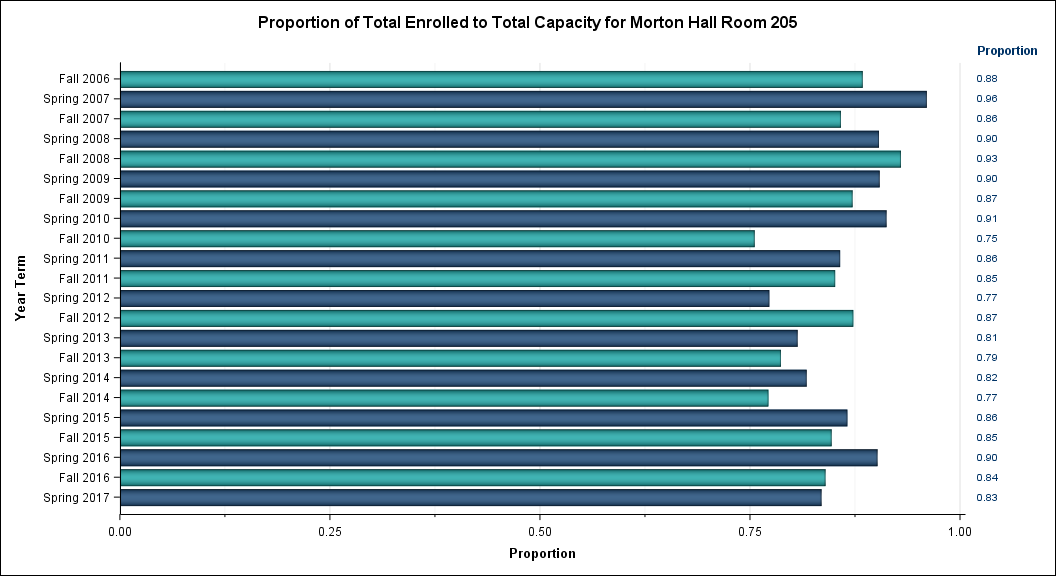 Proportion of Total Enrolled to Total Capacity for Morton Hall Room 205
Proportion
Fall 2006 0.88
Spring 2007 0.96
Fall 2007 0.86
Spring 2008 0.90
Fall 2008 0.93
Spring 2009 0.90
Fall 2009 0.87
Spring 2010 0.91
Fall 2010 0.75
Spring 2011 0.86
Fall 2011 0.85
Spring 2012 0.77
Fall 2012 0.87
Spring 2013 0.81
Fall 2013 0.79
Spring 2014 0.82
Fall 2014 0.77
Spring 2015 0.86
Fall 2015 0.85
Spring 2016 0.90
Fall 2016 0.84
Spring 2017 0.83
Year Term
0.00 0.25 0.50 0.75 1.00
Proportion